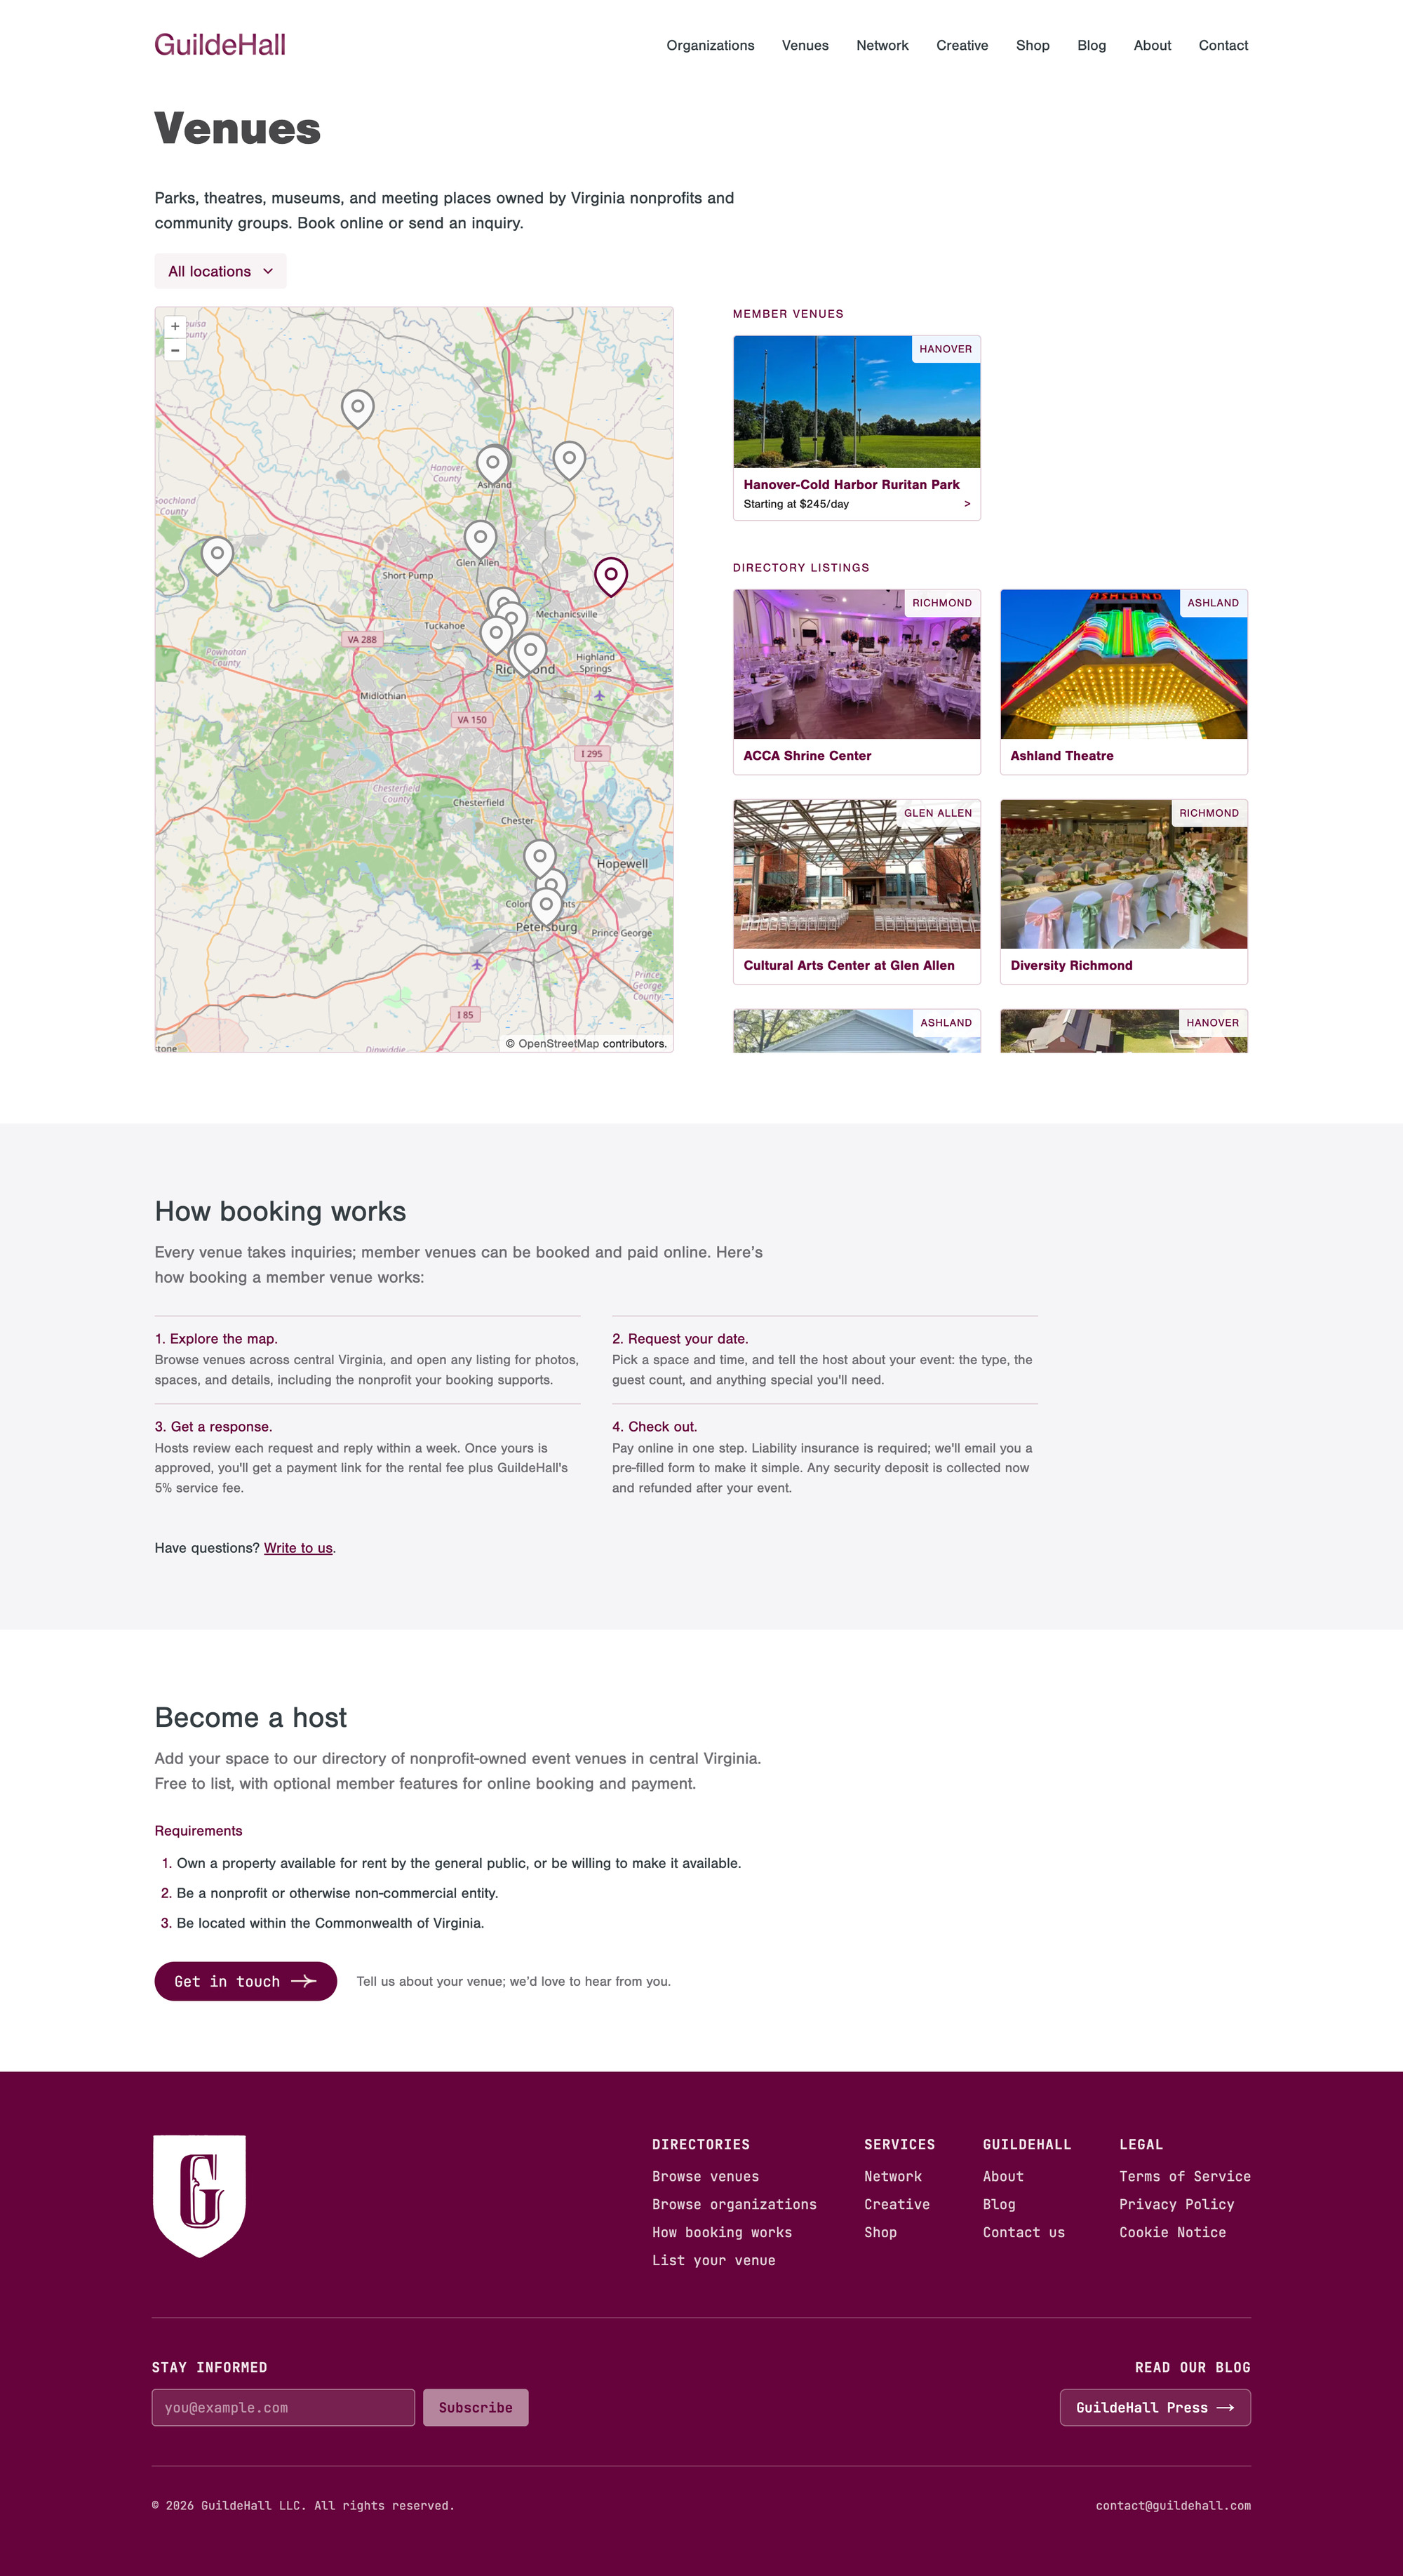 GuildeHall
Organizations Venues Network Creative Shop Blog About Contact
Venues
Parks, theatres, museums, and meeting places owned by Virginia nonprofits and
community groups. Book online or send an inquiry.
All locations
+
−
Hanover
County
Ashland
Glen Allen
Short Pump
Mechanicsville
Tuckahoe
VA 288
Powhatan
County
Highland
Springs
Midlothian
VA 150
I 295
Chesterfield
County
Chesterfield
Chester
Hopewell
Petersburg
Prince George
Prince
George
County
I 85
© OpenStreetMap contributors.
MEMBER VENUES
HANOVER
Hanover-Cold Harbor Ruritan Park
Starting at $245/day >
DIRECTORY LISTINGS
RICHMOND
ACCA Shrine Center
ASHLAND
ASHLAND
Ashland Theatre
GLEN ALLEN
Cultural Arts Center at Glen Allen
RICHMOND
Diversity Richmond
ASHLAND
HANOVER
How booking works
Every venue takes inquiries; member venues can be booked and paid online. Here’s
how booking a member venue works:
1. Explore the map.
Browse venues across central Virginia, and open any listing for photos,
spaces, and details, including the nonprofit your booking supports.
2. Request your date.
Pick a space and time, and tell the host about your event: the type, the
guest count, and anything special you'll need.
3. Get a response.
Hosts review each request and reply within a week. Once yours is
approved, you'll get a payment link for the rental fee plus GuildeHall's
5% service fee.
4. Check out.
Pay online in one step. Liability insurance is required; we'll email you a
pre-filled form to make it simple. Any security deposit is collected now
and refunded after your event.
Have questions? Write to us.
Become a host
Add your space to our directory of nonprofit-owned event venues in central Virginia.
Free to list, with optional member features for online booking and payment.
Requirements
1. Own a property available for rent by the general public, or be willing to make it available.
2. Be a nonprofit or otherwise non-commercial entity.
3. Be located within the Commonwealth of Virginia.
Get in touch
Tell us about your venue; we’d love to hear from you.
G
DIRECTORIES
Browse venues
Browse organizations
How booking works
List your venue
SERVICES
Network
Creative
Shop
GUILDEHALL
About
Blog
Contact us
LEGAL
Terms of Service
Privacy Policy
Cookie Notice
STAY INFORMED
you@example.com
Subscribe
READ OUR BLOG
GuildeHall Press →
© 2026 GuildeHall LLC. All rights reserved.
contact@guildehall.com